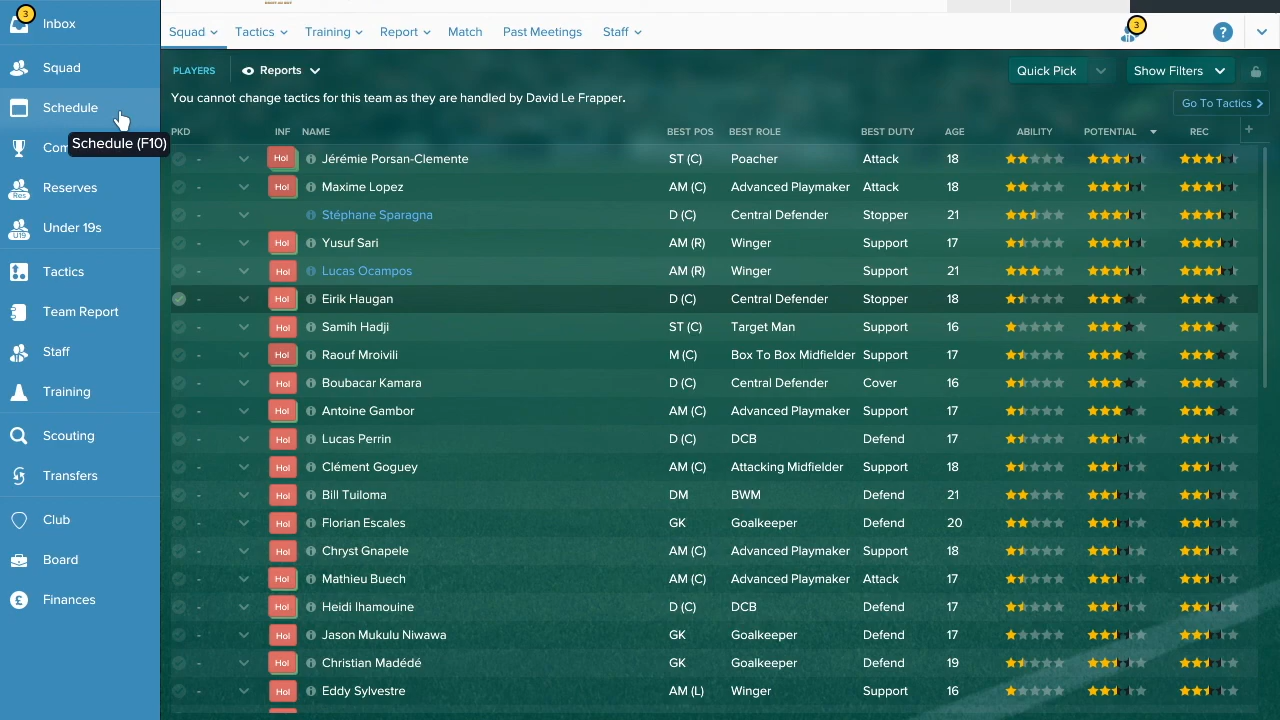 3
Inbox
Squad
Schedule
Com
Schedule (F10)
Reserves
Res
Under 19s
U19
Tactics
Team Report
Staff
Training
Scouting
Transfers
Club
Board
£
Finances
Squad Tactics Training Report Match Past Meetings Staff
3
?
PLAYERS Reports Quick Pick Show Filters
You cannot change tactics for this team as they are handled by David Le Frapper.
Go To Tactics
PKD INF NAME BEST POS BEST ROLE BEST DUTY AGE ABILITY POTENTIAL REC +
- Hol Jérémie Porsan-Clemente ST (C) Poacher Attack 18
- Hol Maxime Lopez AM (C) Advanced Playmaker Attack 18
- Stéphane Sparagna D (C) Central Defender Stopper 21
- Hol Yusuf Sari AM (R) Winger Support 17
- Hol Lucas Ocampos AM (R) Winger Support 21
- Hol Eirik Haugan D (C) Central Defender Stopper 18
- Hol Samih Hadji ST (C) Target Man Support 16
- Hol Raouf Mroivili M (C) Box To Box Midfielder Support 17
- Hol Boubacar Kamara D (C) Central Defender Cover 16
- Hol Antoine Gambor AM (C) Advanced Playmaker Support 17
- Hol Lucas Perrin D (C) DCB Defend 17
- Hol Clément Goguey AM (C) Attacking Midfielder Support 18
- Hol Bill Tuiloma DM BWM Defend 21
- Hol Florian Escales GK Goalkeeper Defend 20
- Hol Chryst Gnapele AM (C) Advanced Playmaker Support 18
- Hol Mathieu Buech AM (C) Advanced Playmaker Attack 17
- Hol Heidi Ihamouine D (C) DCB Defend 17
- Hol Jason Mukulu Niwawa GK Goalkeeper Defend 17
- Hol Christian Madédé GK Goalkeeper Defend 19
- Hol Eddy Sylvestre AM (L) Winger Support 16